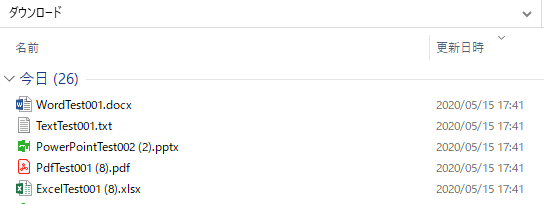 ダウンロード
名前 更新日時
今日 (26)
WordTest001.docx 2020/05/15 17:41
TextTest001.txt 2020/05/15 17:41
PowerPointTest002 (2).pptx 2020/05/15 17:41
PdfTest001 (8).pdf 2020/05/15 17:41
ExcelTest001 (8).xlsx 2020/05/15 17:41